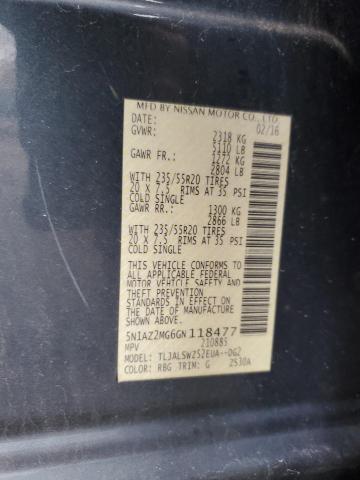 MFD BY NISSAN MOTOR CO., LTD
DATE: 02/16
GVWR: 2318 KG
5110 LB
GAWR FR.: 1272 KG
2804 LB
WITH 235/55R20 TIRES
20 X 7.5 RIMS AT 35 PSI
COLD SINGLE
GAWR RR.: 1300 KG
2866 LB
WITH 235/55R20 TIRES
20 X 7.5 RIMS AT 35 PSI
COLD SINGLE
THIS VEHICLE CONFORMS TO
ALL APPLICABLE FEDERAL
MOTOR VEHICLE SAFETY
STANDARDS IN EFFECT ON
THE DATE OF MANUFACTURE
SHOWN ABOVE.
5N1AZ2MG6GN118477
MPV 210885
MODEL: TLJALSWZ52EUA--DG2
COLOR: RBG TRIM: G 2530A